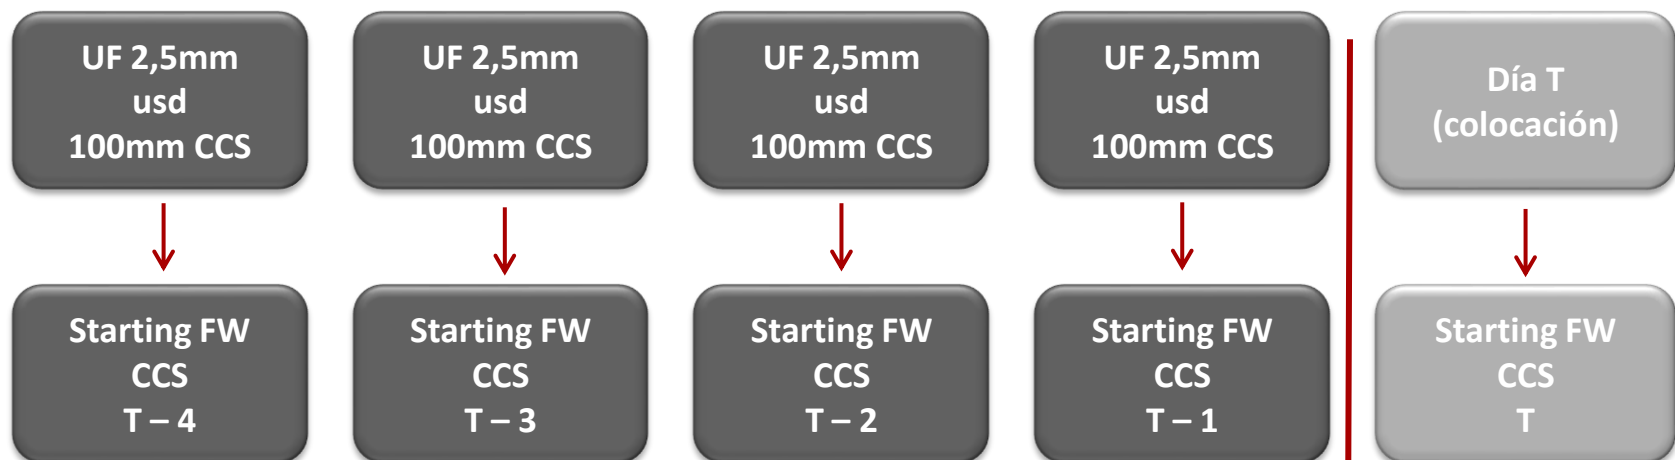 UF 2,5mm
usd
100mm CCS
UF 2,5mm
usd
100mm CCS
UF 2,5mm
usd
100mm CCS
UF 2,5mm
usd
100mm CCS
Día T
(colocación)
Starting FW
CCS
T – 4
Starting FW
CCS
T – 3
Starting FW
CCS
T – 2
Starting FW
CCS
T – 1
Starting FW
CCS
T